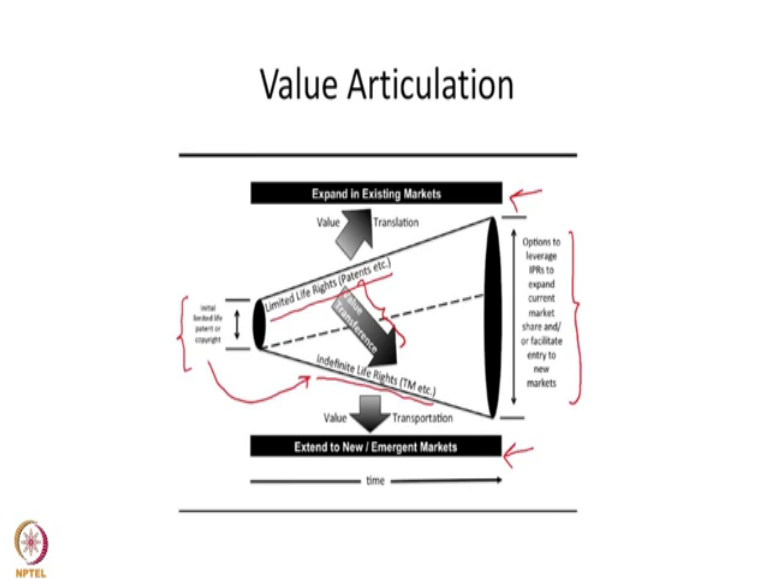 Value Articulation
Expand in Existing Markets
Value Translation
Limited Life Rights (Patents etc.)
Initial
limited life
patent or
copyright
Value
Transference
Indefinite Life Rights (TM etc.)
Options to
leverage
IPRs to
expand
current
market
share and/
or facilitate
entry to
new
markets
Value Transportation
Extend to New / Emergent Markets
time
NPTEL